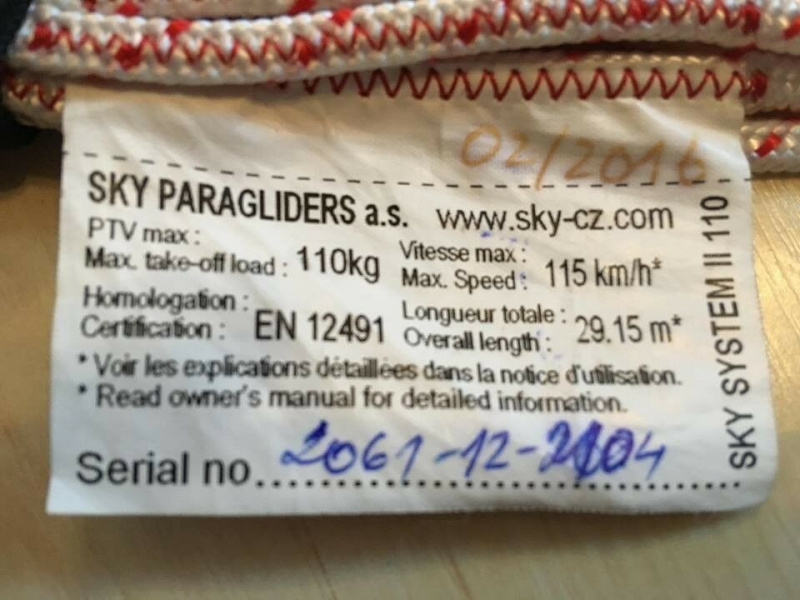 02/2016
SKY PARAGLIDERS a.s. www.sky-cz.com
PTV max :
Max. take-off load : 110kg
Vitesse max :
Max. Speed : 115 km/h*
Homologation :
Certification : EN 12491
Longueur totale :
Overall length : 29.15 m*
* Voir les explications détaillées dans la notice d'utilisation.
* Read owner's manual for detailed information.
Serial no. 2061-12-2104
SKY SYSTEM II 110